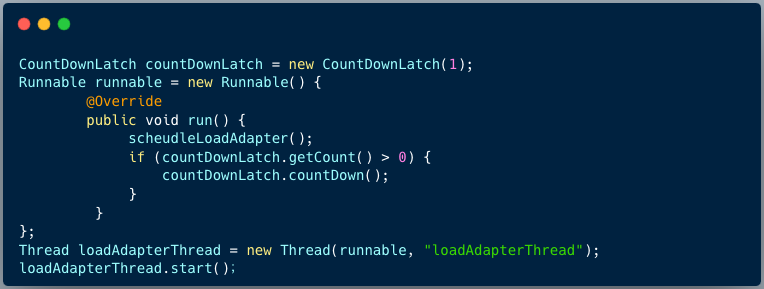 CountDownLatch countDownLatch = new CountDownLatch(1);
Runnable runnable = new Runnable() {
        @Override
        public void run() {
             scheudleLoadAdapter();
             if (countDownLatch.getCount() > 0) {
                 countDownLatch.countDown();
             }
         }
};
Thread loadAdapterThread = new Thread(runnable, "loadAdapterThread");
loadAdapterThread.start();